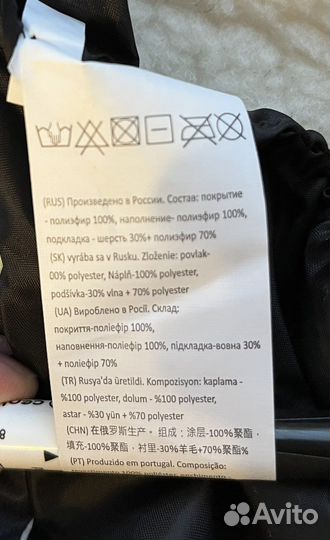 (RUS) Произведено в России. Состав: покрытие
- полиэфир 100%, наполнение- полиэфир 100%,
подкладка - шерсть 30%+ полиэфир 70%
(SK) vyrába sa v Rusku. Zloženie: povlak-
00% polyester, Náplň-100% polyester,
podšívka-30% vlna + 70% polyester
(UA) Вироблено в Росії. Склад:
покриття-поліефір 100%,
наповнення-поліефір 100%, підкладка-вовна 30%
+ поліефір 70%
(TR) Rusya'da üretildi. Kompozisyon: kaplama -
%100 polyester, dolum - %100 polyester,
astar - %30 yün + %70 polyester
(CHN) 在俄罗斯生产。 组成：涂层-100%聚酯，
填充-100%聚酯，衬里-30%羊毛+70%聚酯%
(PT) Produzido em portugal. Composição:
Avito